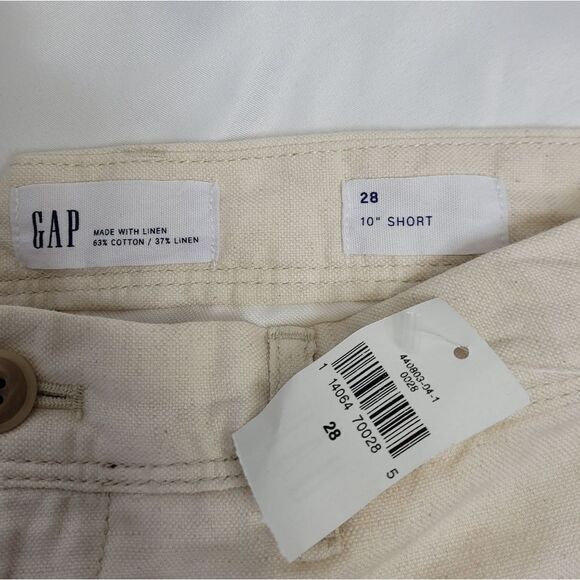 GAP
MADE WITH LINEN
63% COTTON / 37% LINEN
28
10" SHORT
440803-04-1
0028
1 14064 70028 5
28